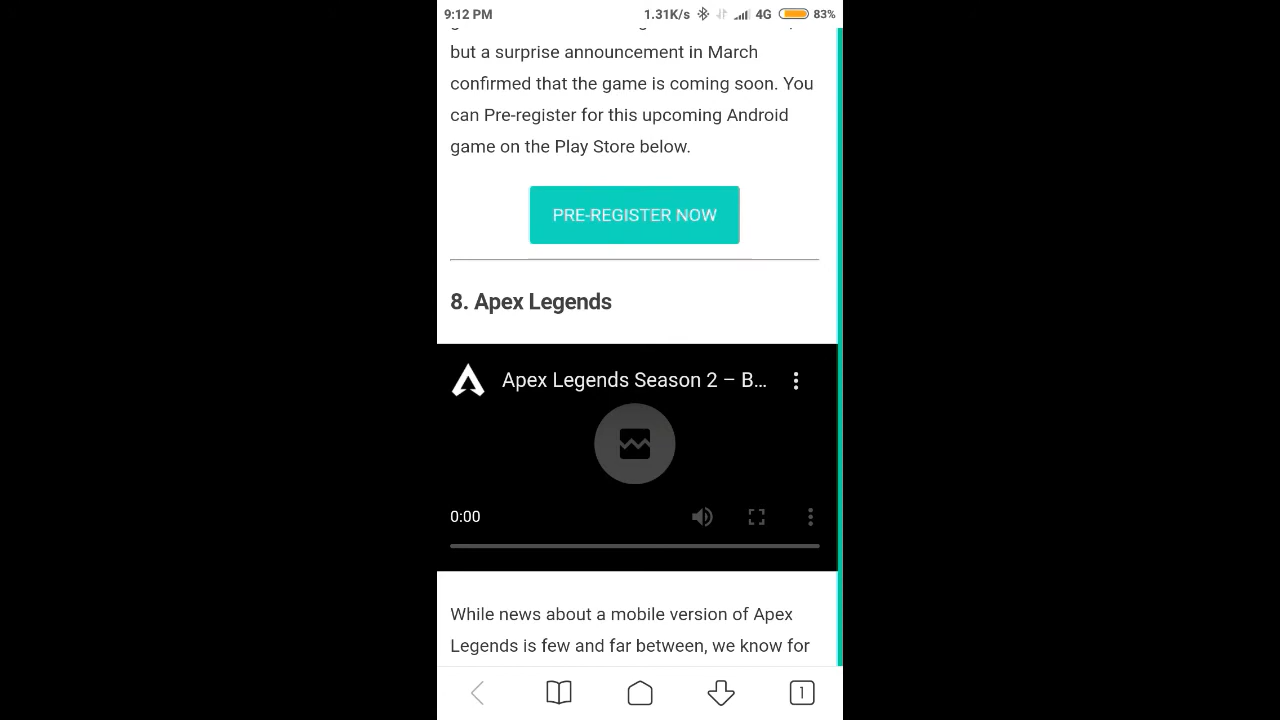 9:12 PM 1.31K/s 4G 83%
but a surprise announcement in March
confirmed that the game is coming soon. You
can Pre-register for this upcoming Android
game on the Play Store below.
PRE-REGISTER NOW
8. Apex Legends
Apex Legends Season 2 – B...
0:00
While news about a mobile version of Apex
Legends is few and far between, we know for
1